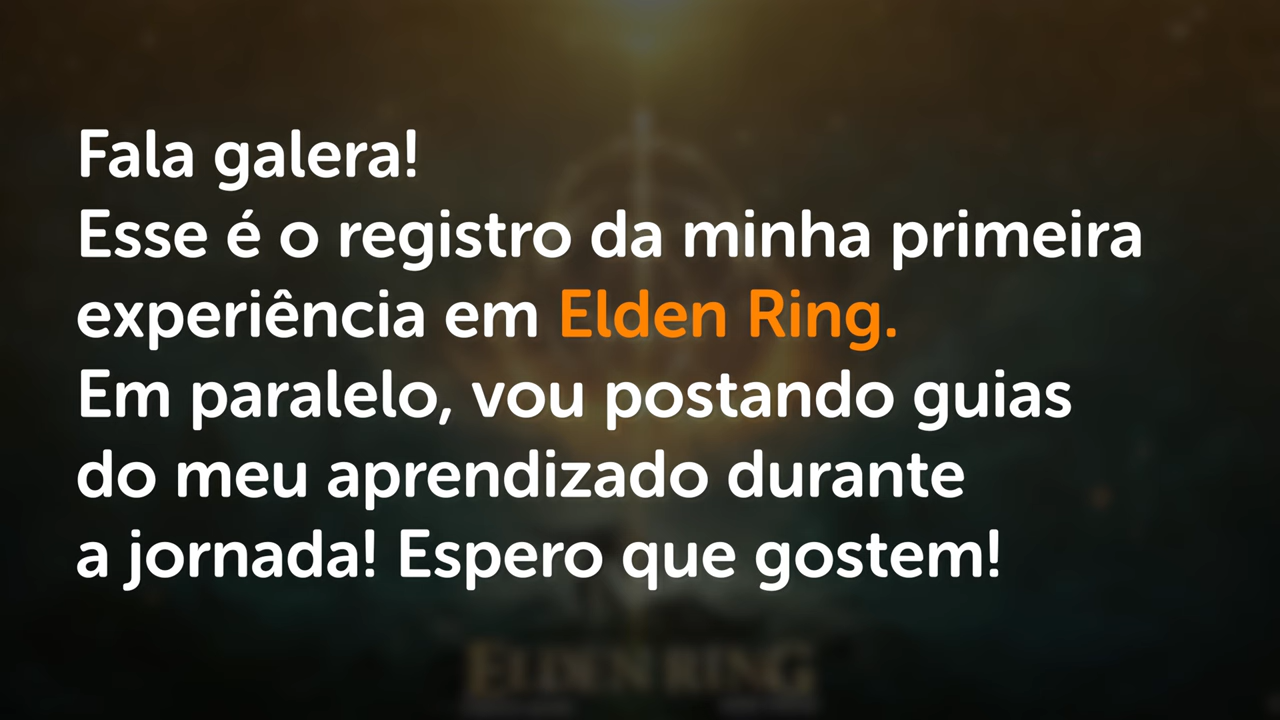 Fala galera!
Esse é o registro da minha primeira
experiência em Elden Ring.
Em paralelo, vou postando guias
do meu aprendizado durante
a jornada! Espero que gostem!
ELDEN RING